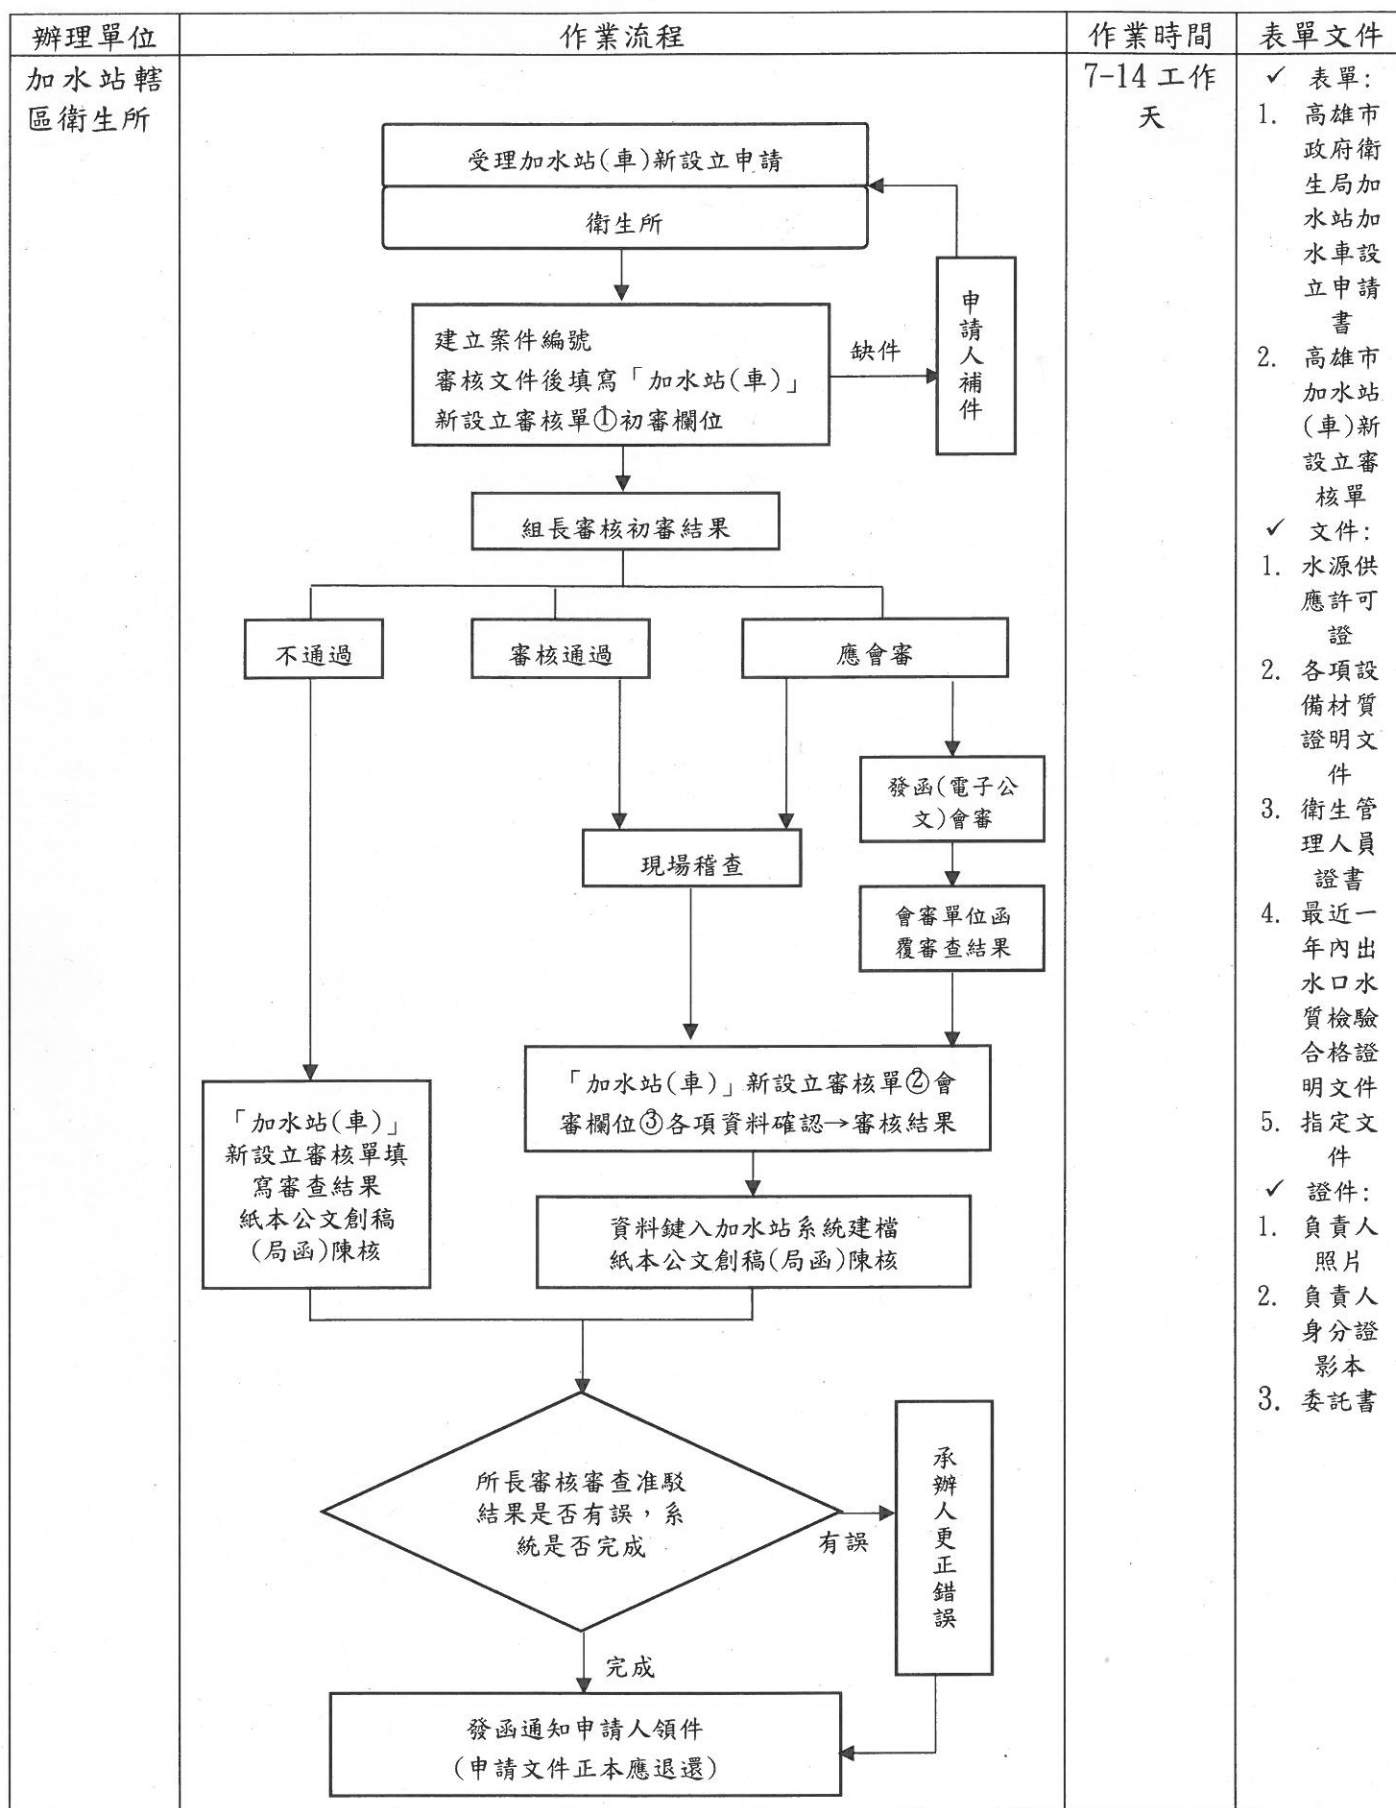 辦理單位
作業流程
作業時間
表單文件
加水站轄
區衛生所
受理加水站(車)新設立申請
衛生所
建立案件編號
審核文件後填寫「加水站(車)」
新設立審核單①初審欄位
缺件
申請人補件
組長審核初審結果
不通過
審核通過
應會審
發函(電子公
文)會審
現場稽查
會審單位函
覆審查結果
「加水站(車)」新設立審核單②會
審欄位③各項資料確認→審核結果
「加水站(車)」
新設立審核單填
寫審查結果
紙本公文創稿
(局函)陳核
資料鍵入加水站系統建檔
紙本公文創稿(局函)陳核
所長審核審查准駁
結果是否有誤，系
統是否完成
有誤
承辦人更正錯誤
完成
發函通知申請人領件
(申請文件正本應退還)
7-14 工作
天
✓ 表單:
1. 高雄市
政府衛
生局加
水站加
水車設
立申請
書
2. 高雄市
加水站
(車)新
設立審
核單
✓ 文件:
1. 水源供
應許可
證
2. 各項設
備材質
證明文
件
3. 衛生管
理人員
證書
4. 最近一
年內出
水口水
質檢驗
合格證
明文件
5. 指定文
件
✓ 證件:
1. 負責人
照片
2. 負責人
身分證
影本
3. 委託書